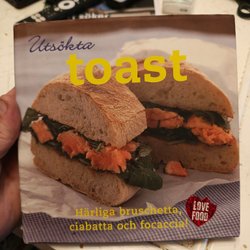 Utsökta
toast
Härliga bruschetta,
ciabatta och focaccia!
LOVE
FOOD